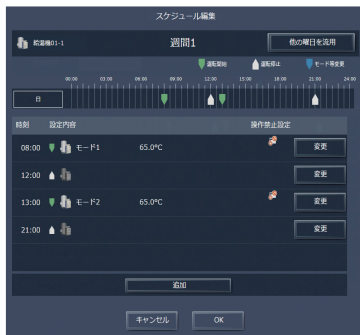 スケジュール編集
給湯機01-1
週間1
他の曜日を流用
運転開始
運転停止
モード等変更
00:00 03:00 06:00 09:00 12:00 15:00 18:00 21:00 24:00
日
時刻 設定内容 操作禁止設定
08:00 モード1 65.0°C 変更
12:00 変更
13:00 モード2 65.0°C 変更
21:00 変更
追加
キャンセル OK